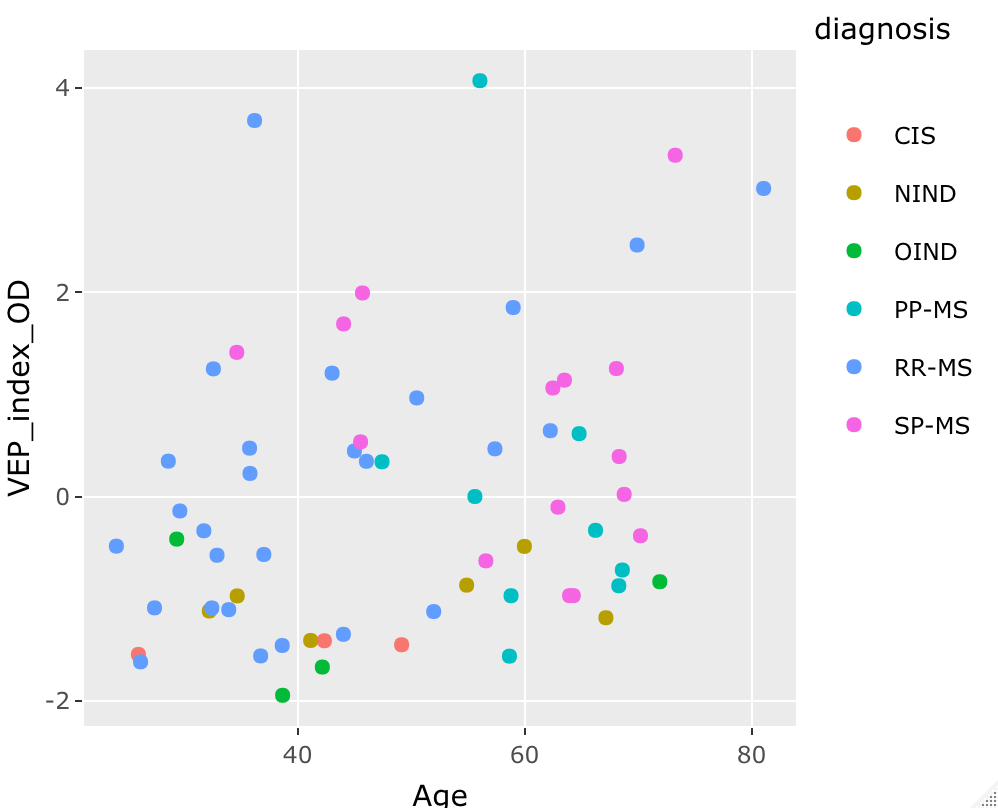 diagnosis
CIS
NIND
OIND
PP-MS
RR-MS
SP-MS
VEP_index_OD
4
2
0
-2
40 60 80
Age